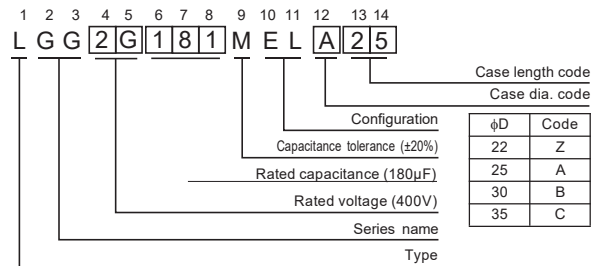 1 2 3 4 5 6 7 8 9 10 11 12 13 14
L G G 2 G 1 8 1 M E L A 2 5
Case length code
Case dia. code
Configuration
Capacitance tolerance (±20%)
Rated capacitance (180µF)
Rated voltage (400V)
Series name
Type
ϕD Code
22 Z
25 A
30 B
35 C